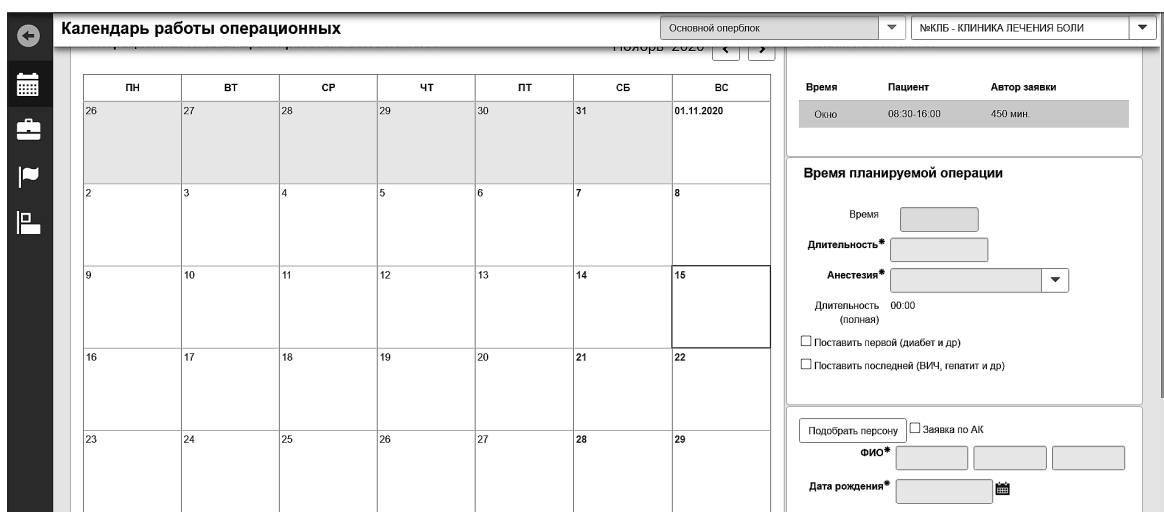 Календарь работы операционных
Основной оперблок
№КЛБ - КЛИНИКА ЛЕЧЕНИЯ БОЛИ
Ноябрь 2020
ПН ВТ СР ЧТ ПТ СБ ВС
26 27 28 29 30 31 01.11.2020
2 3 4 5 6 7 8
9 10 11 12 13 14 15
16 17 18 19 20 21 22
23 24 25 26 27 28 29
Время Пациент Автор заявки
Окно 08:30-16:00 450 мин.
Время планируемой операции
Время
Длительность*
Анестезия*
Длительность 00:00
(полная)
Поставить первой (диабет и др)
Поставить последней (ВИЧ, гепатит и др)
Подобрать персону Заявка по АК
ФИО*
Дата рождения*